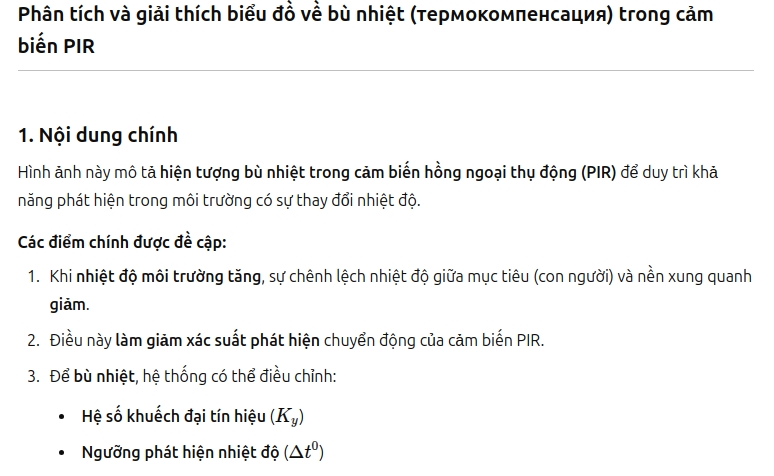 Phân tích và giải thích biểu đồ về bù nhiệt (термокомпенсация) trong cảm
biến PIR
1. Nội dung chính
Hình ảnh này mô tả hiện tượng bù nhiệt trong cảm biến hồng ngoại thụ động (PIR) để duy trì khả
năng phát hiện trong môi trường có sự thay đổi nhiệt độ.
Các điểm chính được đề cập:
1. Khi nhiệt độ môi trường tăng, sự chênh lệch nhiệt độ giữa mục tiêu (con người) và nền xung quanh
giảm.
2. Điều này làm giảm xác suất phát hiện chuyển động của cảm biến PIR.
3. Để bù nhiệt, hệ thống có thể điều chỉnh:
• Hệ số khuếch đại tín hiệu (K_y)
• Ngưỡng phát hiện nhiệt độ (Δt⁰)